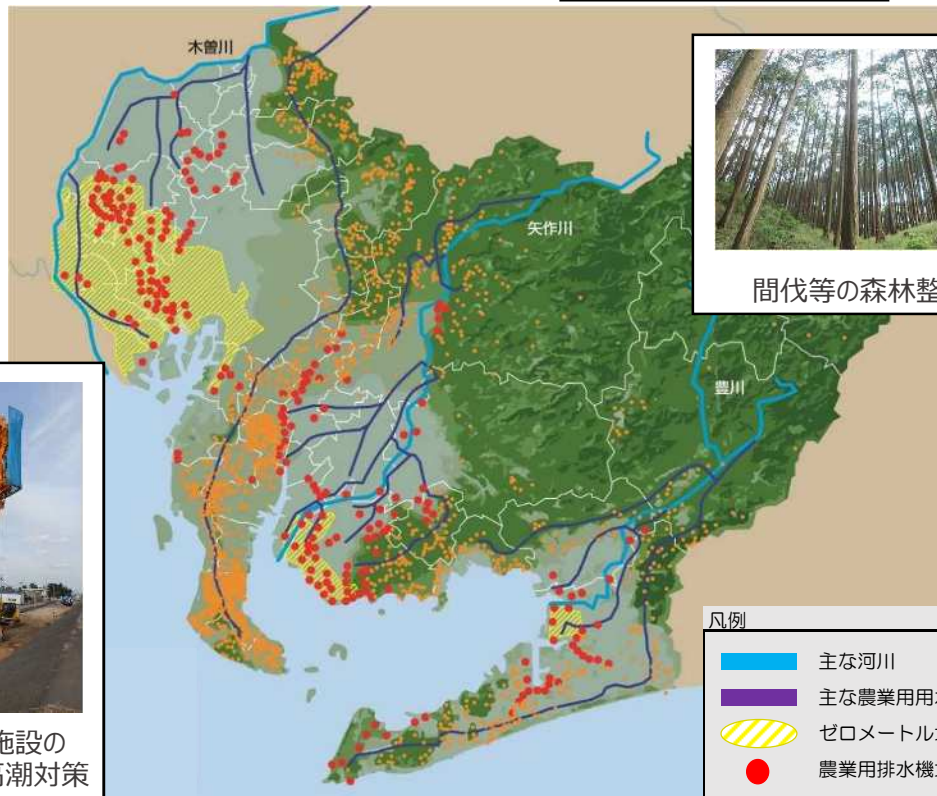 木曽川
矢作川
間伐等の森林整
豊川
施設の
高潮対策
凡例
主な河川
主な農業用用水
ゼロメートル
農業用排水機